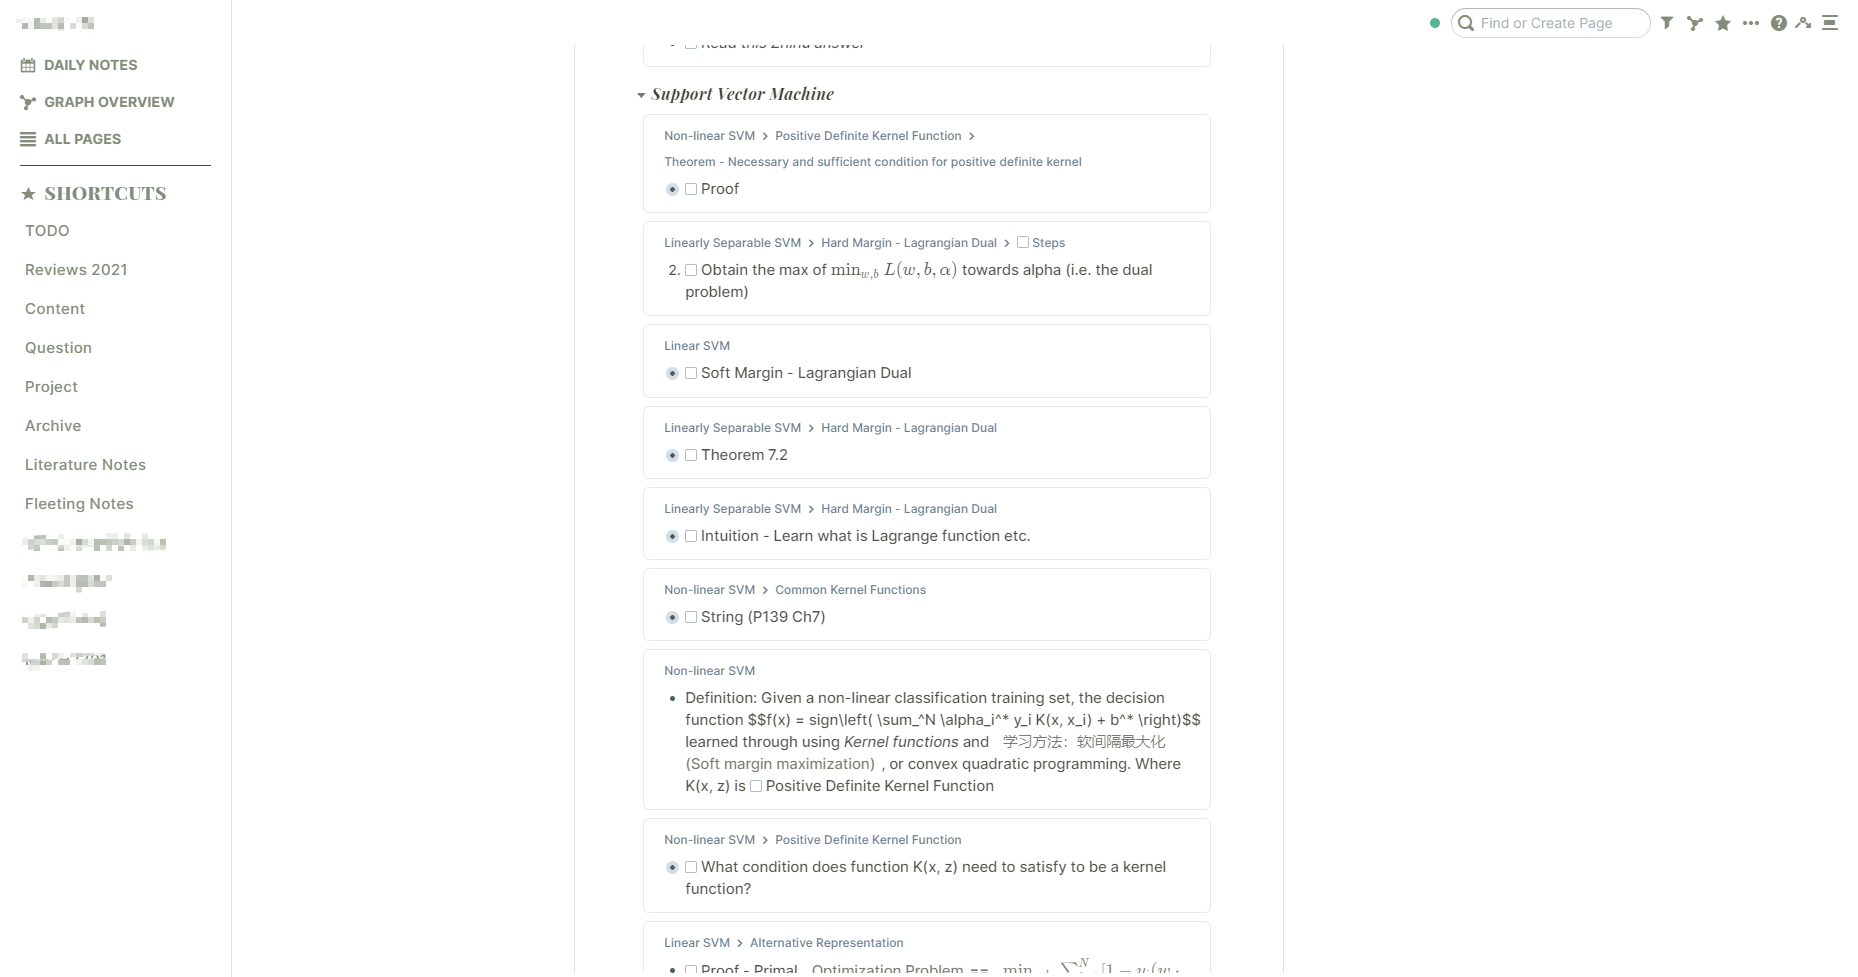 DAILY NOTES
GRAPH OVERVIEW
ALL PAGES
SHORTCUTS
TODO
Reviews 2021
Content
Question
Project
Archive
Literature Notes
Fleeting Notes
Find or Create Page
Read this Zhihu answer
Support Vector Machine
Non-linear SVM > Positive Definite Kernel Function >
Theorem - Necessary and sufficient condition for positive definite kernel
Proof
Linearly Separable SVM > Hard Margin - Lagrangian Dual > Steps
2. Obtain the max of min_{w,b} L(w, b, α) towards alpha (i.e. the dual
problem)
Linear SVM
Soft Margin - Lagrangian Dual
Linearly Separable SVM > Hard Margin - Lagrangian Dual
Theorem 7.2
Linearly Separable SVM > Hard Margin - Lagrangian Dual
Intuition - Learn what is Lagrange function etc.
Non-linear SVM > Common Kernel Functions
String (P139 Ch7)
Non-linear SVM
Definition: Given a non-linear classification training set, the decision
function $$f(x) = sign\left( \sum_^N \alpha_i^* y_i K(x, x_i) + b^* \right)$$
learned through using Kernel functions and 学习方法：软间隔最大化
(Soft margin maximization) , or convex quadratic programming. Where
K(x, z) is Positive Definite Kernel Function
Non-linear SVM > Positive Definite Kernel Function
What condition does function K(x, z) need to satisfy to be a kernel
function?
Linear SVM > Alternative Representation
Proof - Primal Optimization Problem ==